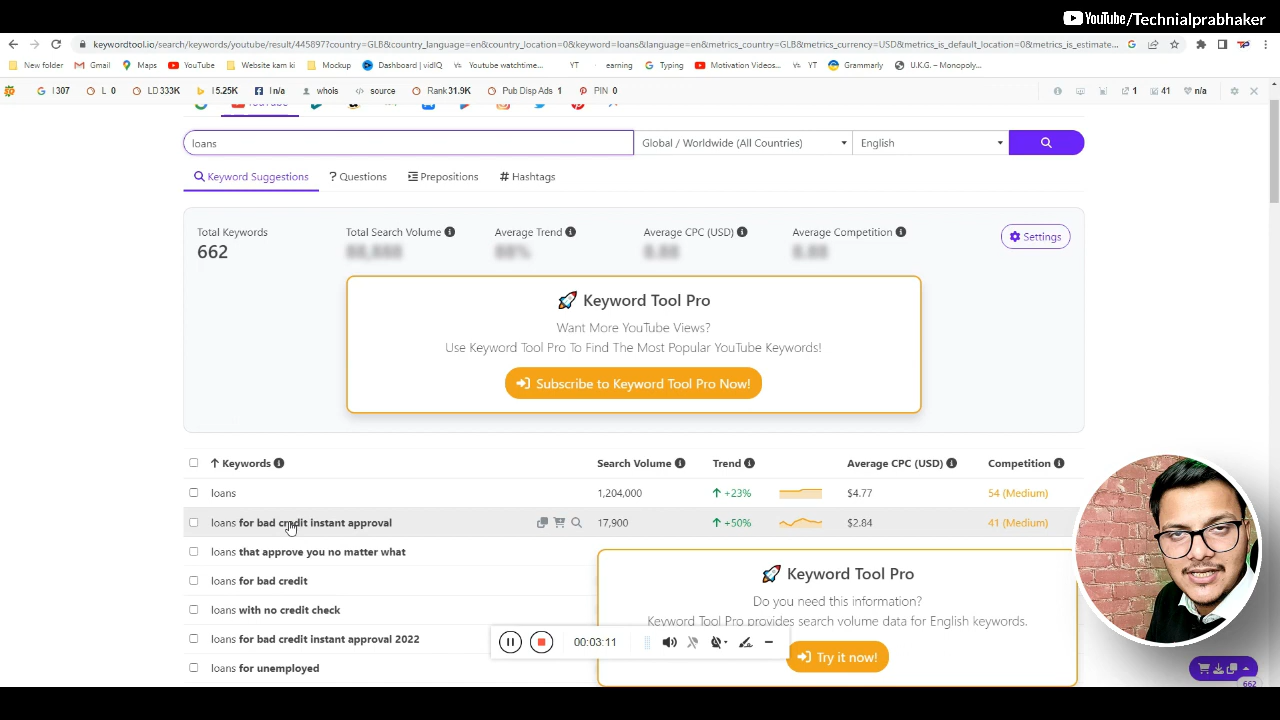 YouTube/Technialprabhaker
keywordtool.io/search/keywords/youtube/result/445897?country=GLB&country_language=en&country_location=0&keyword=loans&language=en&metrics_country=GLB&metrics_currency=USD&metrics_is_default_location=0&metrics_is_estimate...
New folder Gmail Maps YouTube Website kam ki Mockup Dashboard | vidIQ Youtube watchtime... YT earning Typing Motivation Videos... YT Grammarly U.K.G. – Monopoly...
I 307 L 0 LD 333K I 5.25K I n/a whois source Rank 31.9K Pub Disp Ads 1 PIN 0 1 41 n/a
YouTube
loans Global / Worldwide (All Countries) English
Keyword Suggestions ? Questions Prepositions # Hashtags
Total Keywords Total Search Volume Average Trend Average CPC (USD) Average Competition Settings
662
Keyword Tool Pro
Want More YouTube Views?
Use Keyword Tool Pro To Find The Most Popular YouTube Keywords!
Subscribe to Keyword Tool Pro Now!
Keywords Search Volume Trend Average CPC (USD) Competition
loans 1,204,000 +23% $4.77 54 (Medium)
loans for bad credit instant approval 17,900 +50% $2.84 41 (Medium)
loans that approve you no matter what
loans for bad credit
loans with no credit check
loans for bad credit instant approval 2022
loans for unemployed
Keyword Tool Pro
Do you need this information?
Keyword Tool Pro provides search volume data for English keywords.
Try it now!
00:03:11
662